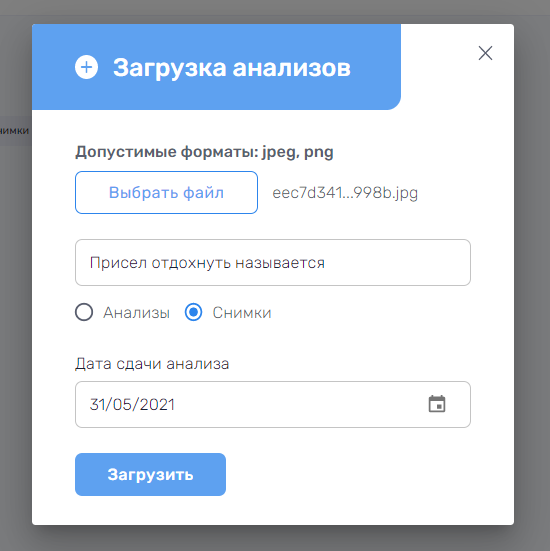 Загрузка анализов
нимки
Допустимые форматы: jpeg, png
Выбрать файл eec7d341...998b.jpg
Присел отдохнуть называется
Анализы Снимки
Дата сдачи анализа
31/05/2021
Загрузить